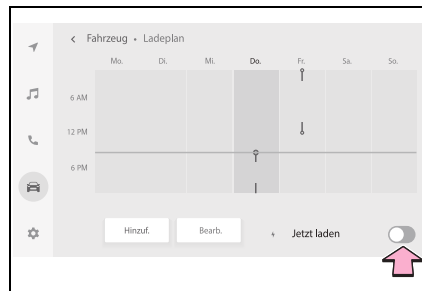 Fahrzeug • Ladeplan
Mo. Di. Mi. Do. Fr. Sa. So.
6 AM
12 PM
6 PM
Hinzuf. Bearb. Jetzt laden